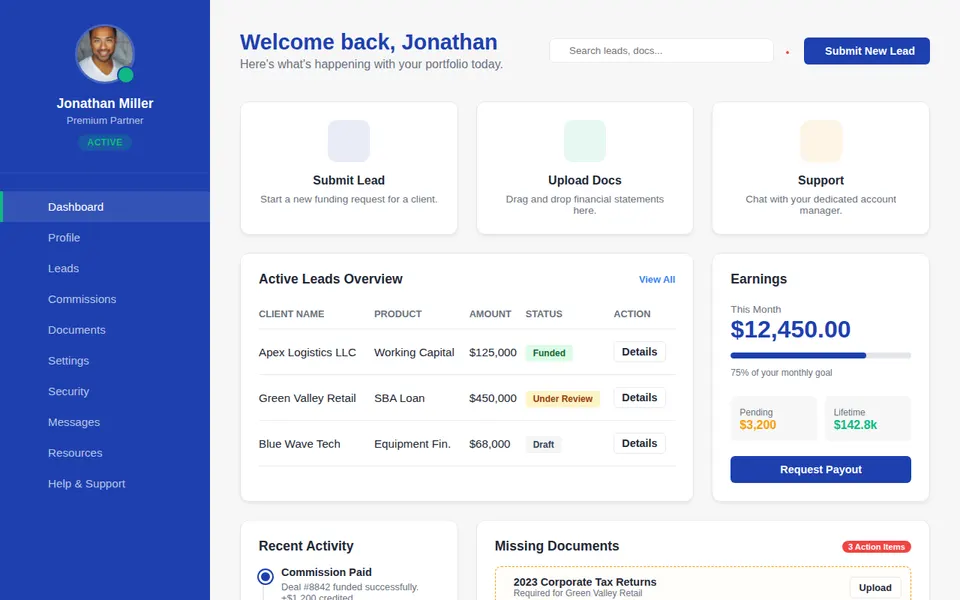 Jonathan Miller
Premium Partner
ACTIVE
Dashboard
Profile
Leads
Commissions
Documents
Settings
Security
Messages
Resources
Help & Support
Welcome back, Jonathan
Here's what's happening with your portfolio today.
Search leads, docs...
Submit New Lead
Submit Lead
Start a new funding request for a client.
Upload Docs
Drag and drop financial statements
here.
Support
Chat with your dedicated account
manager.
Active Leads Overview
View All
CLIENT NAME PRODUCT AMOUNT STATUS ACTION
Apex Logistics LLC Working Capital $125,000 Funded Details
Green Valley Retail SBA Loan $450,000 Under Review Details
Blue Wave Tech Equipment Fin. $68,000 Draft Details
Earnings
This Month
$12,450.00
75% of your monthly goal
Pending
$3,200
Lifetime
$142.8k
Request Payout
Recent Activity
Commission Paid
Deal #8842 funded successfully.
+$1,200 credited
Missing Documents
3 Action Items
2023 Corporate Tax Returns
Required for Green Valley Retail
Upload